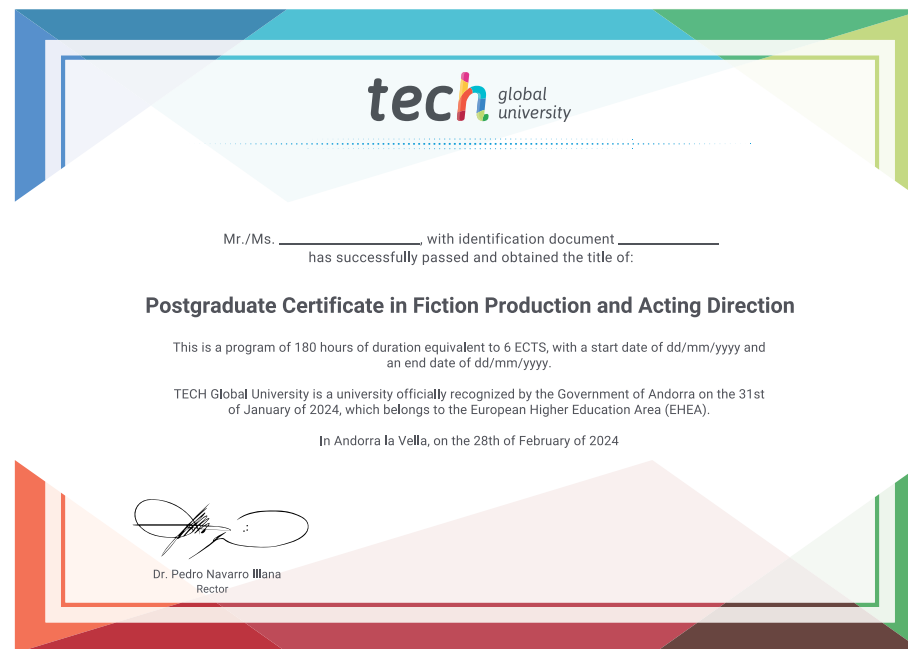 tech global
university
Mr./Ms. ____________________, with identification document ______________
has successfully passed and obtained the title of:
Postgraduate Certificate in Fiction Production and Acting Direction
This is a program of 180 hours of duration equivalent to 6 ECTS, with a start date of dd/mm/yyyy and
an end date of dd/mm/yyyy.
TECH Global University is a university officially recognized by the Government of Andorra on the 31st
of January of 2024, which belongs to the European Higher Education Area (EHEA).
In Andorra la Vella, on the 28th of February of 2024
Dr. Pedro Navarro Illana
Rector